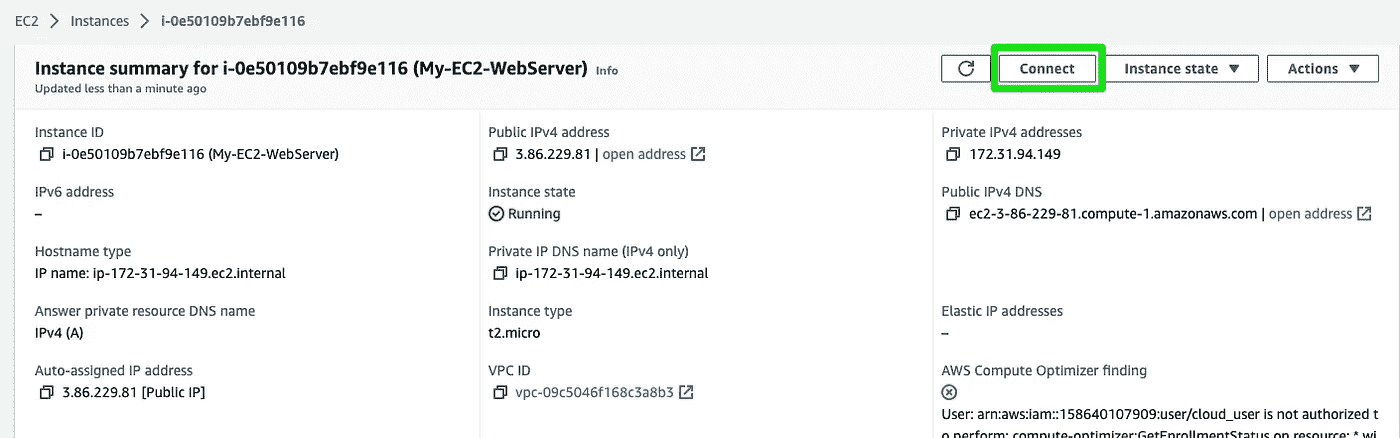 EC2 > Instances > i-0e50109b7ebf9e116
Instance summary for i-0e50109b7ebf9e116 (My-EC2-WebServer) Info
Connect
Instance state ▼
Actions ▼
Updated less than a minute ago
Instance ID
i-0e50109b7ebf9e116 (My-EC2-WebServer)
Public IPv4 address
3.86.229.81 | open address
Private IPv4 addresses
172.31.94.149
IPv6 address
–
Instance state
Running
Public IPv4 DNS
ec2-3-86-229-81.compute-1.amazonaws.com | open address
Hostname type
IP name: ip-172-31-94-149.ec2.internal
Private IP DNS name (IPv4 only)
ip-172-31-94-149.ec2.internal
Answer private resource DNS name
IPv4 (A)
Instance type
t2.micro
Elastic IP addresses
–
Auto-assigned IP address
3.86.229.81 [Public IP]
VPC ID
vpc-09c5046f168c3a8b3
AWS Compute Optimizer finding
User: arn:aws:iam::158640107909:user/cloud_user is not authorized t
o perform: compute-optimizer:GetEnrollmentStatus on resource: * wi